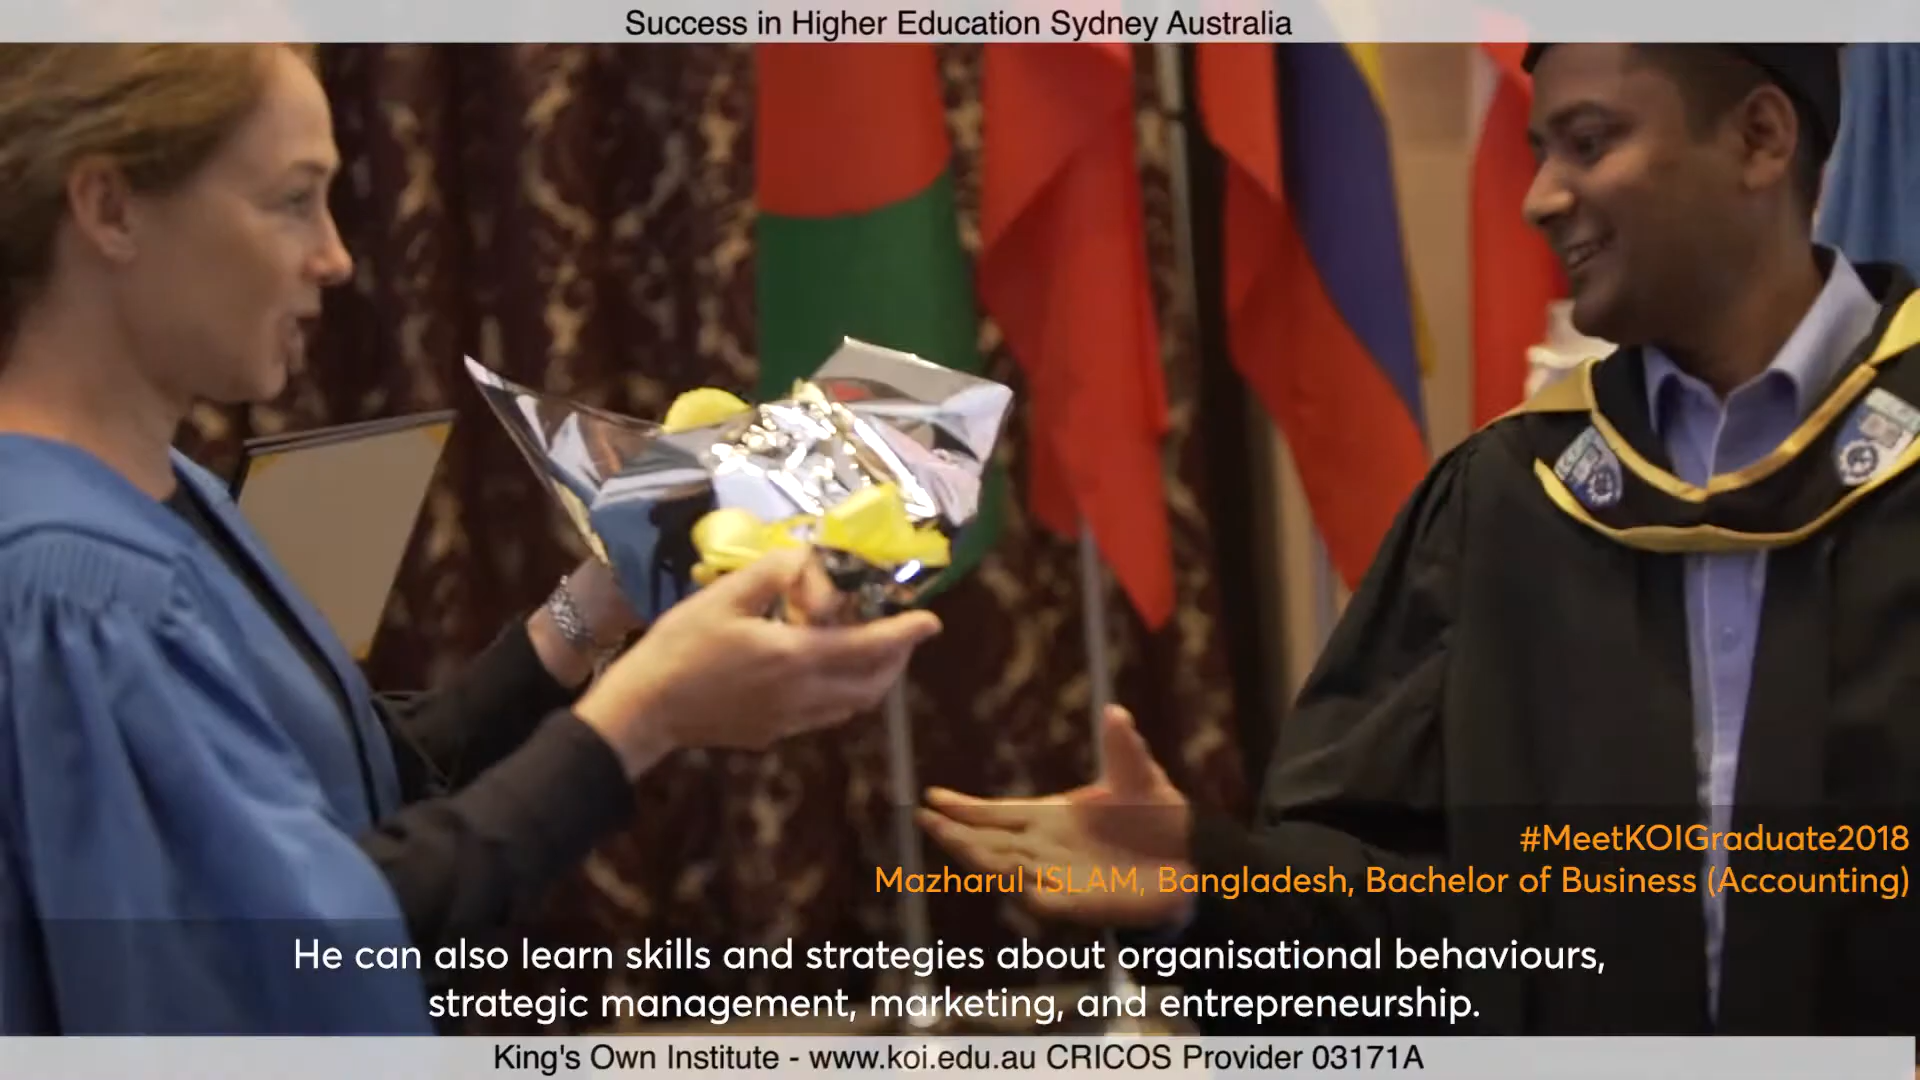 Success in Higher Education Sydney Australia
#MeetKOIGraduate2018
Mazharul ISLAM, Bangladesh, Bachelor of Business (Accounting)
He can also learn skills and strategies about organisational behaviours,
strategic management, marketing, and entrepreneurship.
King's Own Institute - www.koi.edu.au CRICOS Provider 03171A